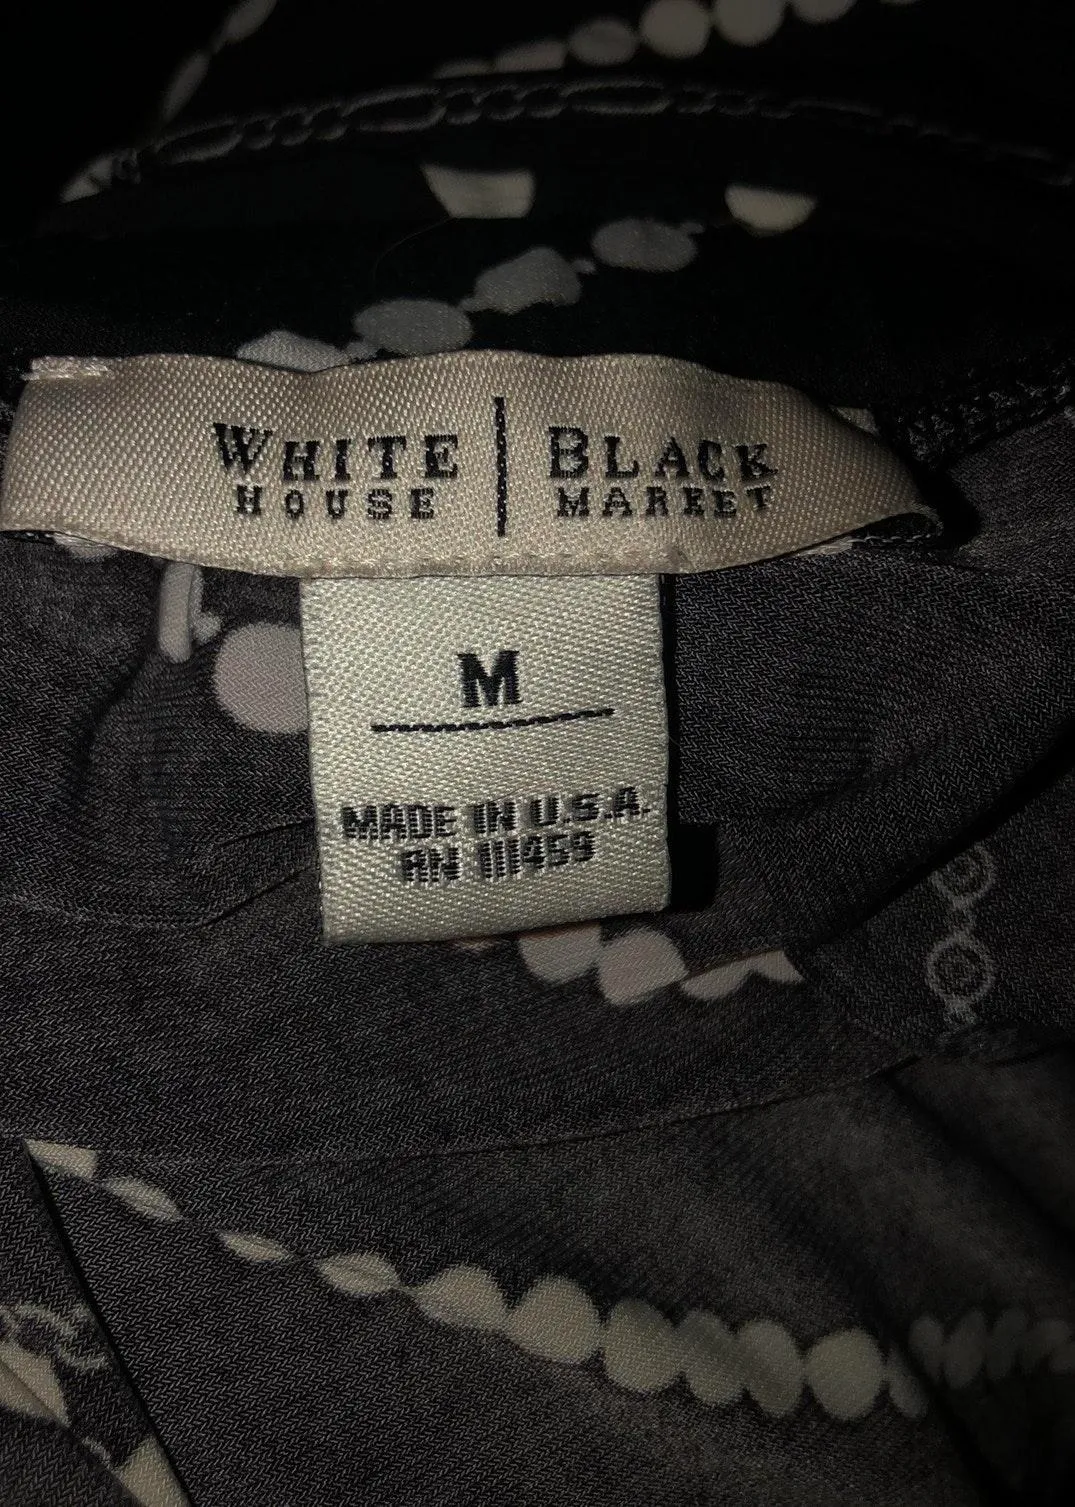 WHITE | BLACK
HOUSE | MARKET
M
MADE IN U.S.A.
RN 111459